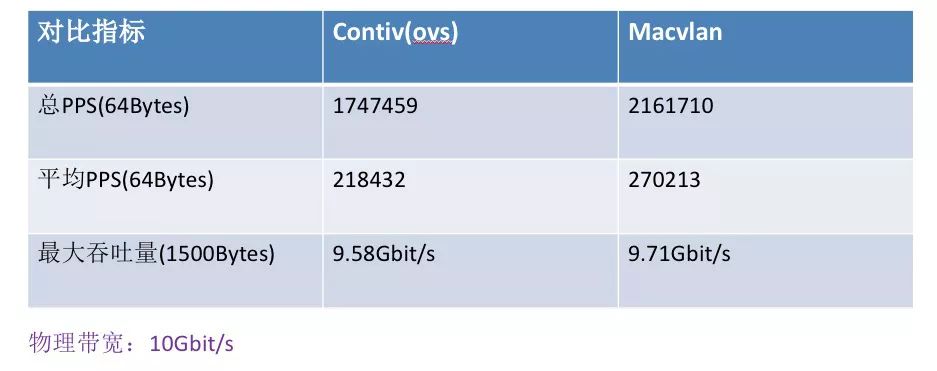 对比指标 Contiv(ovs) Macvlan
总PPS(64Bytes) 1747459 2161710
平均PPS(64Bytes) 218432 270213
最大吞吐量(1500Bytes) 9.58Gbit/s 9.71Gbit/s
物理带宽：10Gbit/s